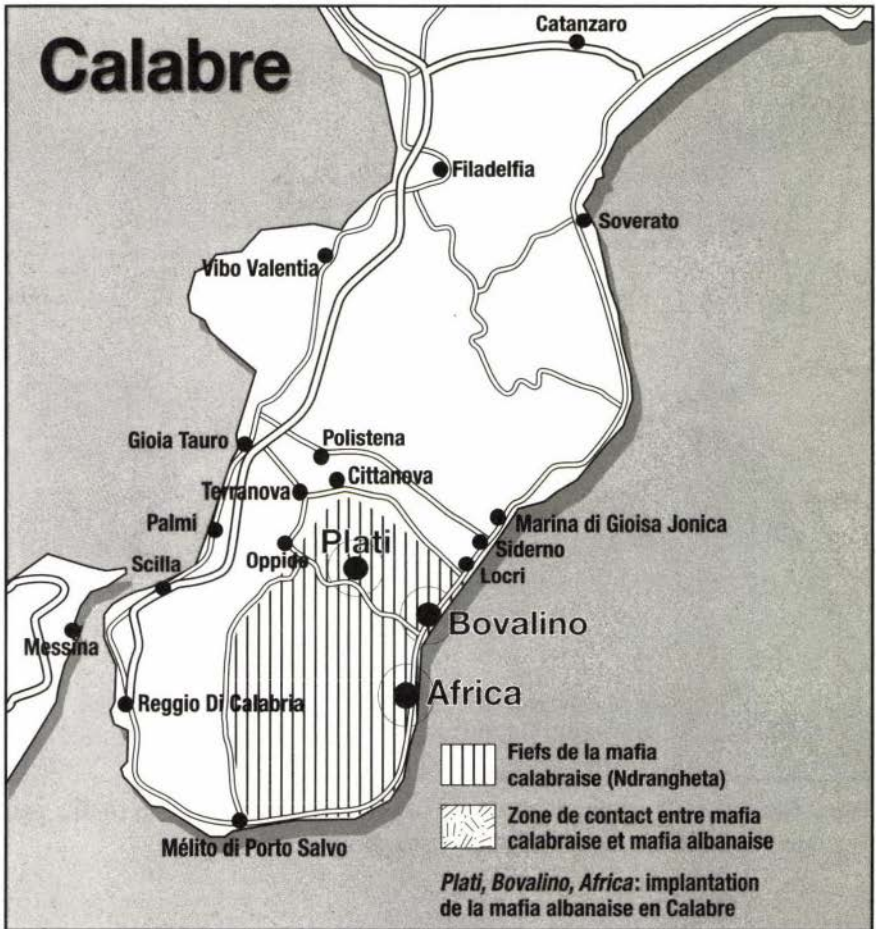 Calabre
Catanzaro
Filadelfia
Soverato
Vibo Valentia
Gioia Tauro
Polistena
Cittanova
Terranova
Palmi
Marina di Gioisa Jonica
Plati
Siderno
Oppido
Scilla
Locri
Bovalino
Messina
Africa
Reggio Di Calabria
Fiefs de la mafia
calabraise (Ndrangheta)
Zone de contact entre mafia
calabraise et mafia albanaise
Mélito di Porto Salvo
Plati, Bovalino, Africa: implantation
de la mafia albanaise en Calabre